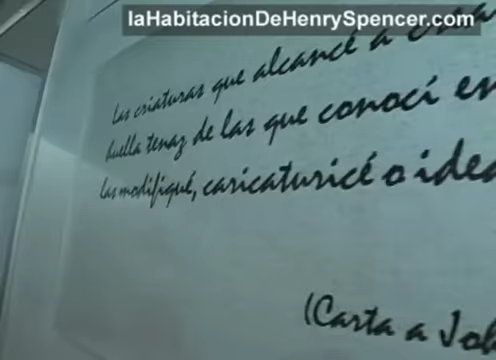 laHabitacionDeHenrySpencer.com
Las criaturas que alcancé a
huella tenaz de las que conocí en
las modifiqué, caricaturicé o
(Carta a